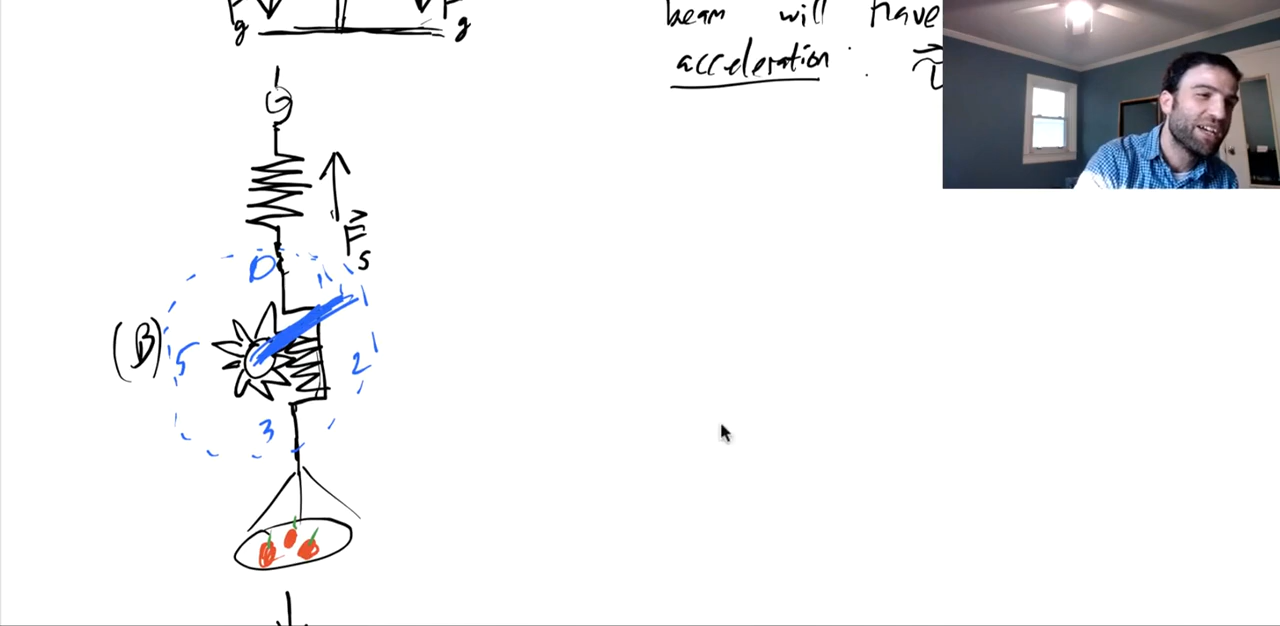 F g
F g
beam will have
acceleration : τ
F s
0
1
(B)
5
2
3